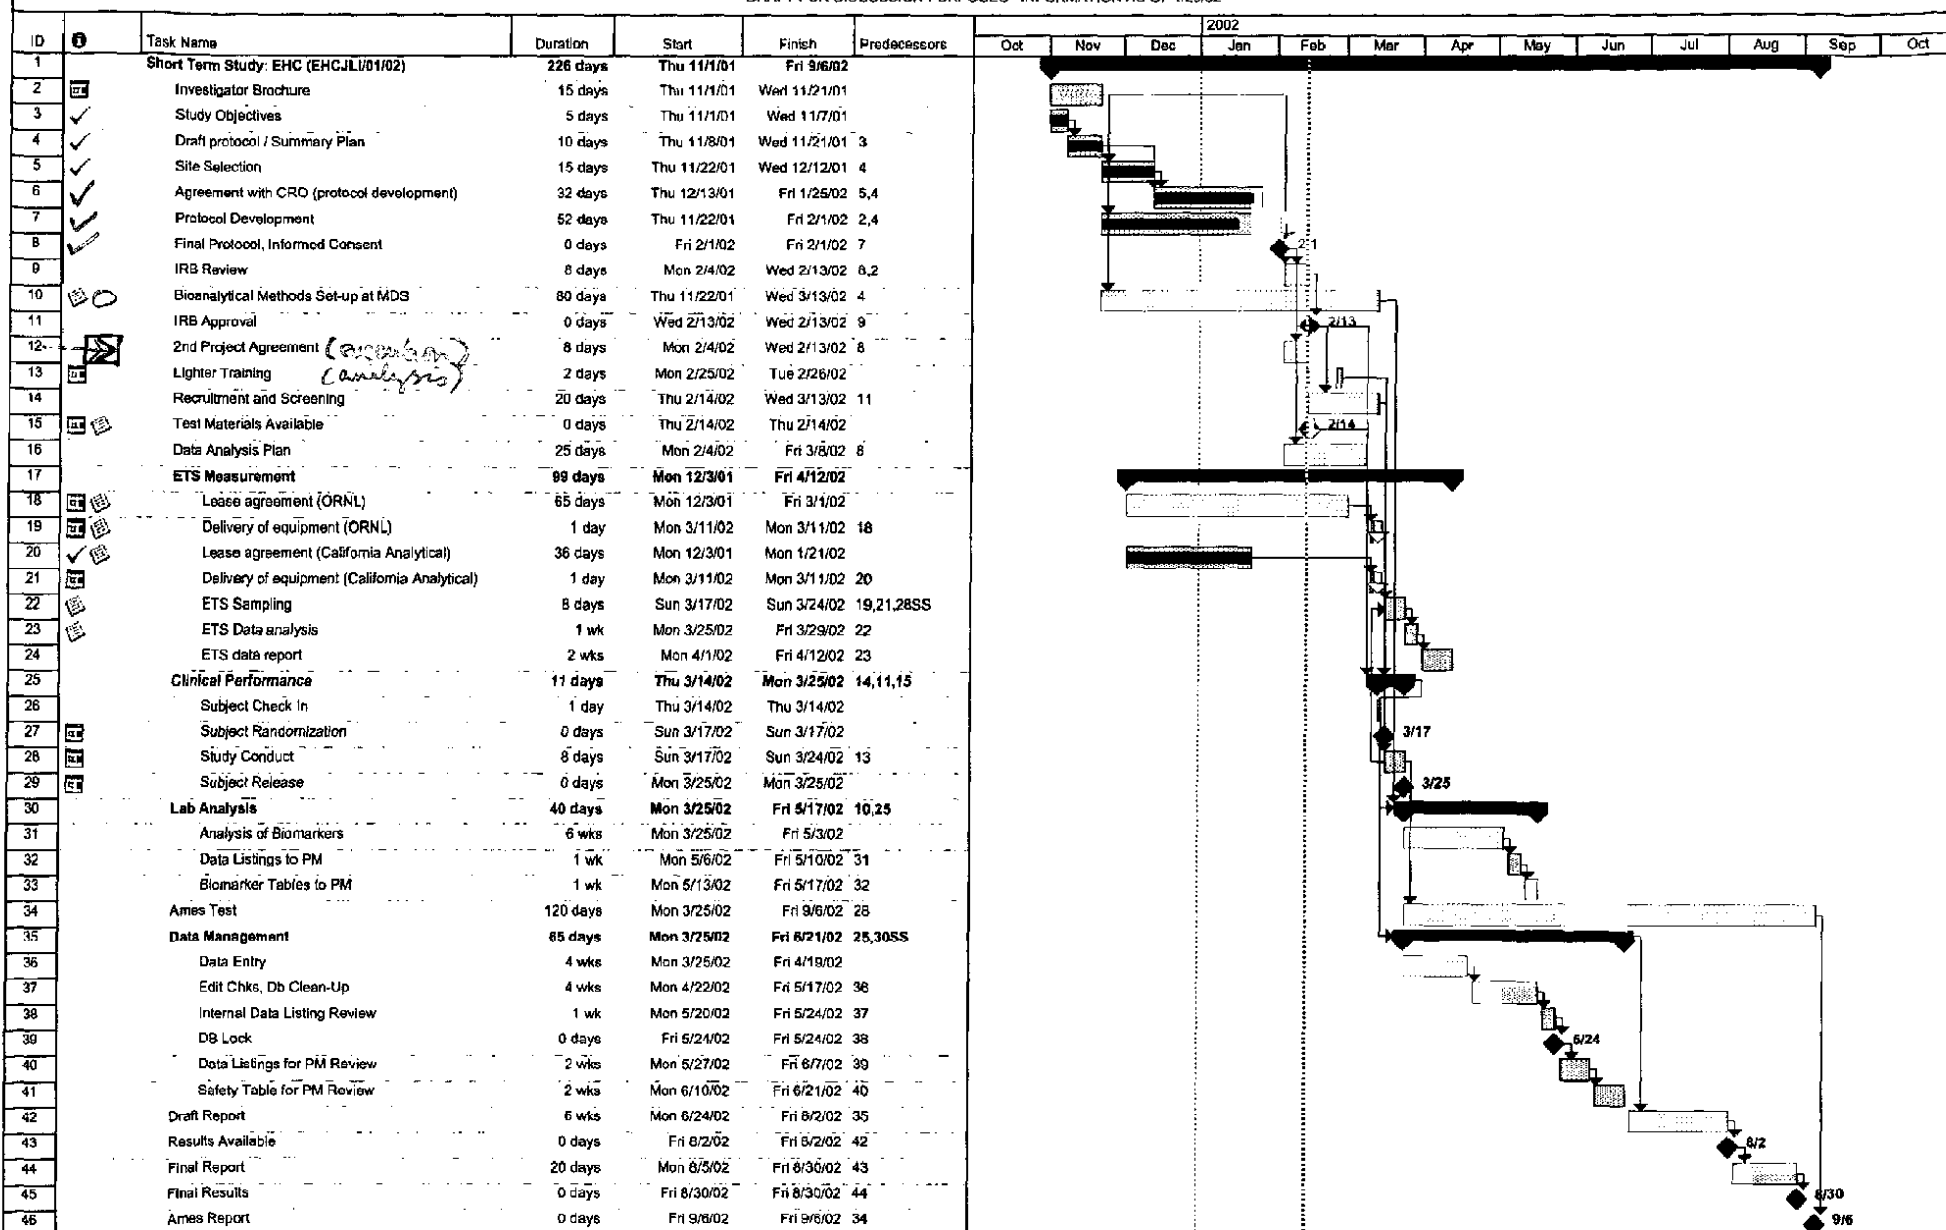 2002
ID Task Name Duration Start Finish Predecessors Oct Nov Dec Jan Feb Mar Apr May Jun Jul Aug Sep Oct
1 Short Term Study: EHC (EHCJLI/01/02) 226 days Thu 11/1/01 Fri 9/6/02
2 Investigator Brochure 15 days Thu 11/1/01 Wed 11/21/01
3 Study Objectives 5 days Thu 11/1/01 Wed 11/7/01
4 Draft protocol / Summary Plan 10 days Thu 11/8/01 Wed 11/21/01 3
5 Site Selection 15 days Thu 11/22/01 Wed 12/12/01 4
6 Agreement with CRO (protocol development) 32 days Thu 12/13/01 Fri 1/25/02 5,4
7 Protocol Development 52 days Thu 11/22/01 Fri 2/1/02 2,4
8 Final Protocol, Informed Consent 0 days Fri 2/1/02 Fri 2/1/02 7 2/1
9 IRB Review 8 days Mon 2/4/02 Wed 2/13/02 8,2
10 Bioanalytical Methods Set-up at MDS 80 days Thu 11/22/01 Wed 3/13/02 4
11 IRB Approval 0 days Wed 2/13/02 Wed 2/13/02 9 2/13
12 2nd Project Agreement 8 days Mon 2/4/02 Wed 2/13/02 8
13 Lighter Training (analysis) 2 days Mon 2/25/02 Tue 2/26/02
14 Recruitment and Screening 20 days Thu 2/14/02 Wed 3/13/02 11
15 Test Materials Available 0 days Thu 2/14/02 Thu 2/14/02 2/14
16 Data Analysis Plan 25 days Mon 2/4/02 Fri 3/8/02 8
17 ETS Measurement 99 days Mon 12/3/01 Fri 4/12/02
18 Lease agreement (ORNL) 65 days Mon 12/3/01 Fri 3/1/02
19 Delivery of equipment (ORNL) 1 day Mon 3/11/02 Mon 3/11/02 18
20 Lease agreement (California Analytical) 36 days Mon 12/3/01 Mon 1/21/02
21 Delivery of equipment (California Analytical) 1 day Mon 3/11/02 Mon 3/11/02 20
22 ETS Sampling 8 days Sun 3/17/02 Sun 3/24/02 19,21,28SS
23 ETS Data analysis 1 wk Mon 3/25/02 Fri 3/29/02 22
24 ETS data report 2 wks Mon 4/1/02 Fri 4/12/02 23
25 Clinical Performance 11 days Thu 3/14/02 Mon 3/25/02 14,11,15
26 Subject Check In 1 day Thu 3/14/02 Thu 3/14/02
27 Subject Randomization 0 days Sun 3/17/02 Sun 3/17/02 3/17
28 Study Conduct 8 days Sun 3/17/02 Sun 3/24/02 13
29 Subject Release 0 days Mon 3/25/02 Mon 3/25/02 3/25
30 Lab Analysis 40 days Mon 3/25/02 Fri 5/17/02 10,25
31 Analysis of Biomarkers 6 wks Mon 3/25/02 Fri 5/3/02
32 Data Listings to PM 1 wk Mon 5/6/02 Fri 5/10/02 31
33 Biomarker Tables to PM 1 wk Mon 5/13/02 Fri 5/17/02 32
34 Ames Test 120 days Mon 3/25/02 Fri 9/6/02 28
35 Data Management 65 days Mon 3/25/02 Fri 6/21/02 25,30SS
36 Data Entry 4 wks Mon 3/25/02 Fri 4/19/02
37 Edit Chks, Db Clean-Up 4 wks Mon 4/22/02 Fri 5/17/02 36
38 Internal Data Listing Review 1 wk Mon 5/20/02 Fri 5/24/02 37
39 DB Lock 0 days Fri 5/24/02 Fri 5/24/02 38 5/24
40 Data Listings for PM Review 2 wks Mon 5/27/02 Fri 6/7/02 39
41 Safety Table for PM Review 2 wks Mon 6/10/02 Fri 6/21/02 40
42 Draft Report 6 wks Mon 6/24/02 Fri 8/2/02 35
43 Results Available 0 days Fri 8/2/02 Fri 8/2/02 42 8/2
44 Final Report 20 days Mon 8/5/02 Fri 8/30/02 43
45 Final Results 0 days Fri 8/30/02 Fri 8/30/02 44 8/30
46 Ames Report 0 days Fri 9/6/02 Fri 9/6/02 34 9/6